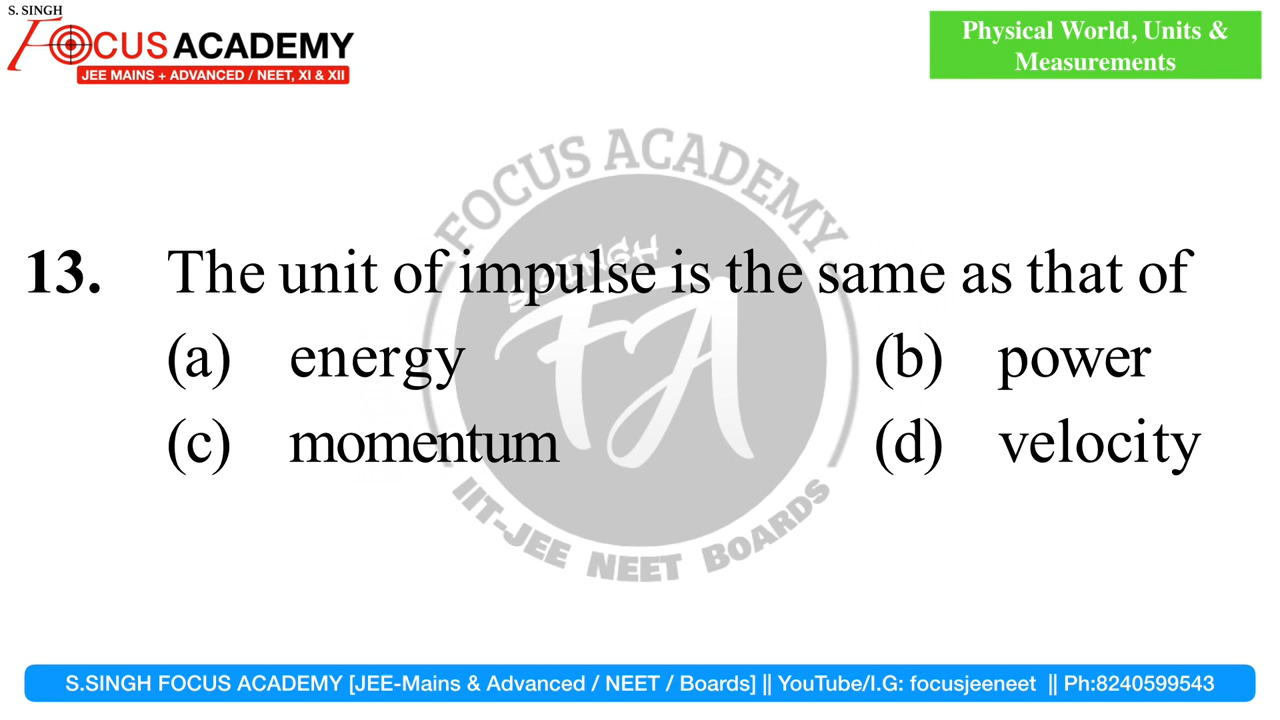 S. SINGH
FOCUS ACADEMY
JEE MAINS + ADVANCED / NEET, XI & XII
Physical World, Units &
Measurements
FOCUS ACADEMY
S. SINGH
FA
13. The unit of impulse is the same as that of
(a) energy (b) power
(c) momentum (d) velocity
IIT-JEE NEET BOARDS
S.SINGH FOCUS ACADEMY [JEE-Mains & Advanced / NEET / Boards] || YouTube/I.G: focusjeeneet || Ph:8240599543